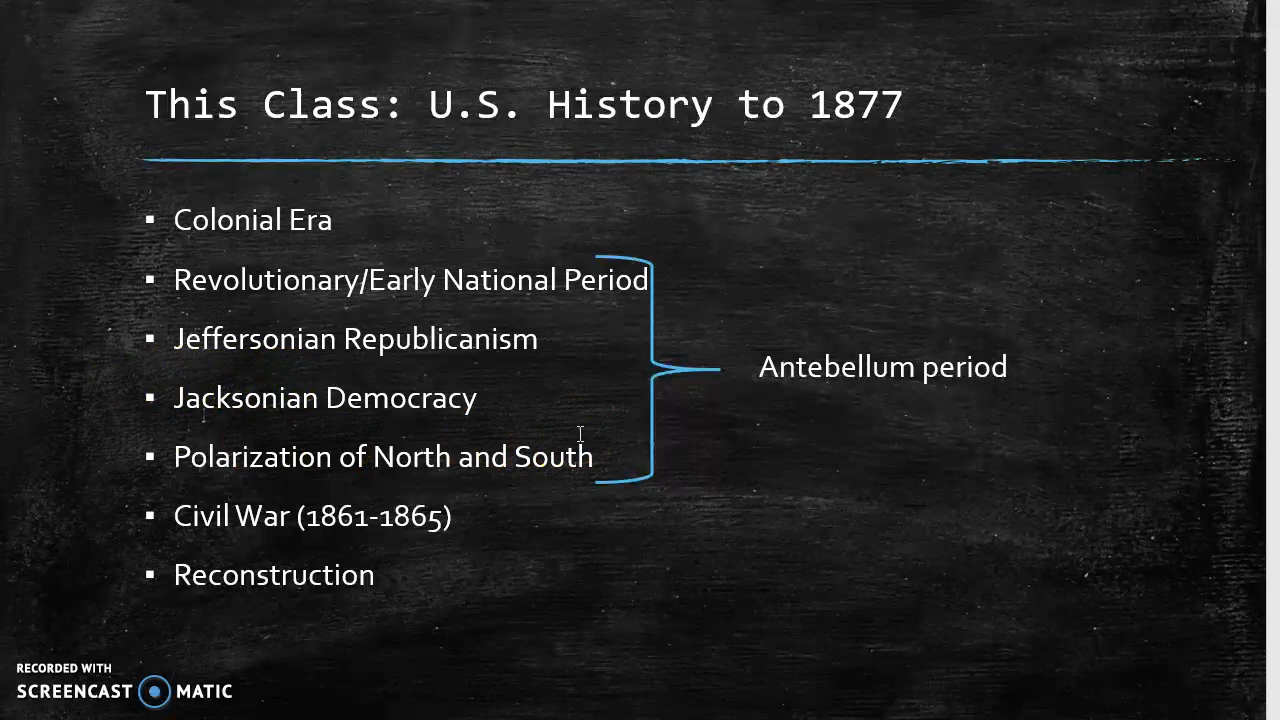 This Class: U.S. History to 1877
▪ Colonial Era
▪ Revolutionary/Early National Period
▪ Jeffersonian Republicanism
▪ Jacksonian Democracy
▪ Polarization of North and South
▪ Civil War (1861-1865)
▪ Reconstruction
Antebellum period
RECORDED WITH
SCREENCAST MATIC